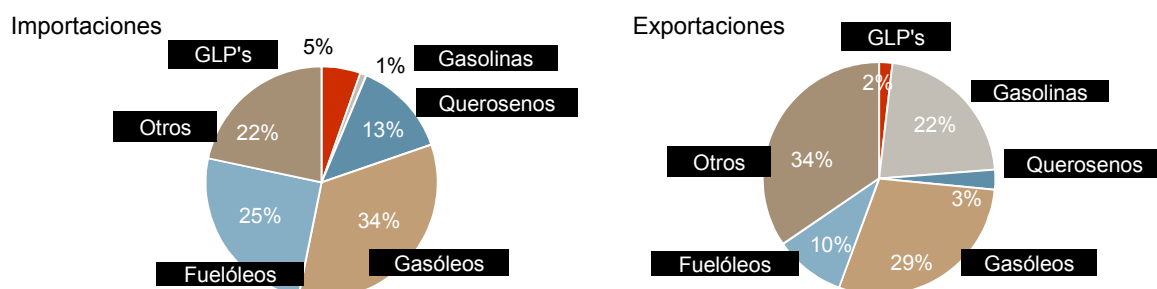 Importaciones
GLP's
5%
1%
Gasolinas
Querosenos
13%
Otros
22%
25%
34%
Fuelóleos
Gasóleos
Exportaciones
GLP's
2%
Gasolinas
22%
Otros
34%
Querosenos
3%
10%
Fuelóleos
29%
Gasóleos